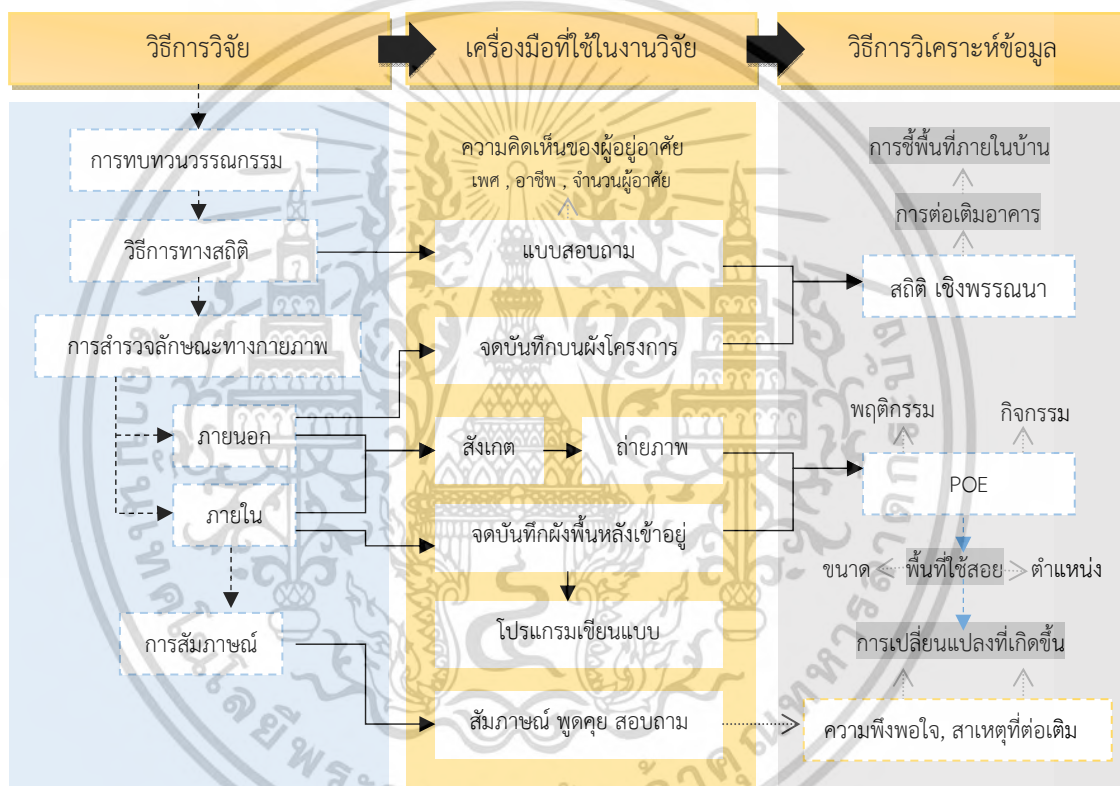 วิธีการวิจัย
เครื่องมือที่ใช้ในงานวิจัย
วิธีการวิเคราะห์ข้อมูล
การทบทวนวรรณกรรม
วิธีการทางสถิติ
การสำรวจลักษณะทางกายภาพ
ภายนอก
ภายใน
การสัมภาษณ์
ความคิดเห็นของผู้อยู่อาศัย
เพศ , อาชีพ , จำนวนผู้อาศัย
แบบสอบถาม
จดบันทึกบนผังโครงการ
สังเกต
ถ่ายภาพ
จดบันทึกผังพื้นหลังเข้าอยู่
โปรแกรมเขียนแบบ
สัมภาษณ์ พูดคุย สอบถาม
การชี้พื้นที่ภายในบ้าน
การต่อเติมอาคาร
สถิติ เชิงพรรณนา
พฤติกรรม
กิจกรรม
POE
ขนาด
พื้นที่ใช้สอย
ตำแหน่ง
การเปลี่ยนแปลงที่เกิดขึ้น
ความพึงพอใจ, สาเหตุที่ต่อเติม